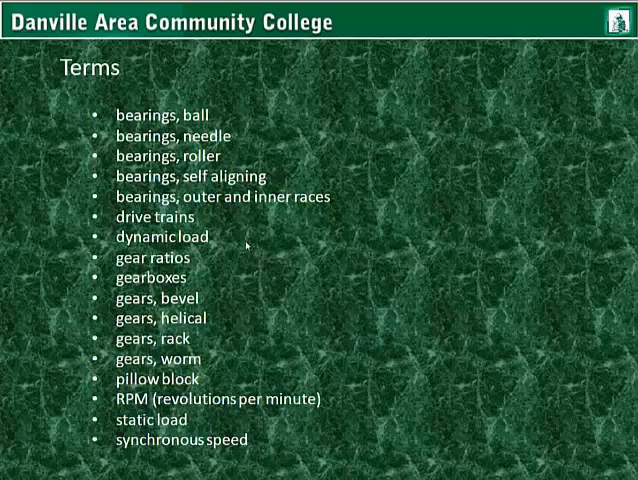 Danville Area Community College
Terms
• bearings, ball
• bearings, needle
• bearings, roller
• bearings, self aligning
• bearings, outer and inner races
• drive trains
• dynamic load
• gear ratios
• gearboxes
• gears, bevel
• gears, helical
• gears, rack
• gears, worm
• pillow block
• RPM (revolutions per minute)
• static load
• synchronous speed